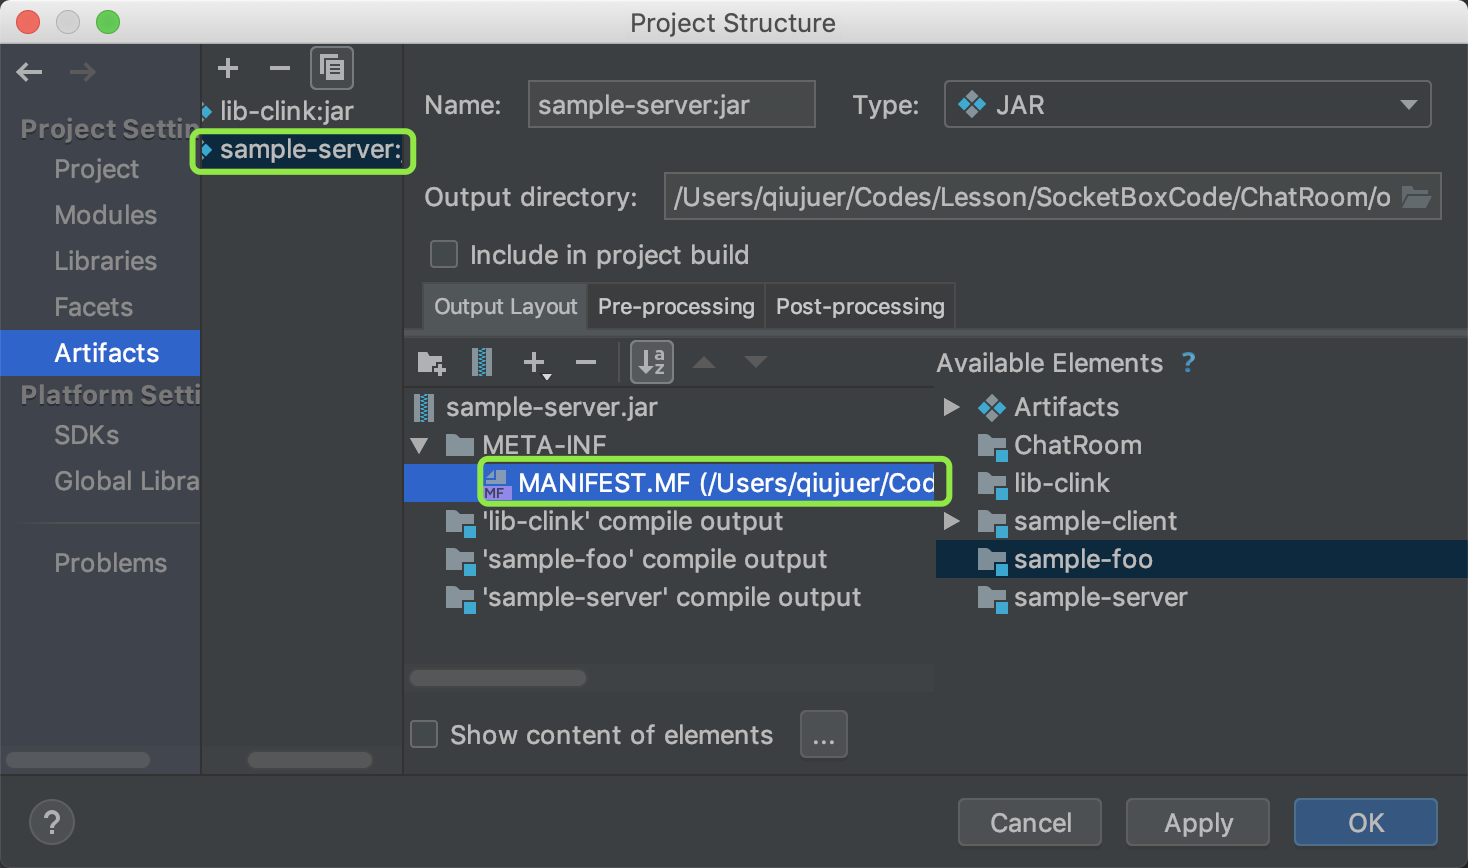 Project Structure
Project Settin
Project
Modules
Libraries
Facets
Artifacts
Platform Setti
SDKs
Global Libra
Problems
lib-clink:jar
sample-server:
Name:
sample-server:jar
Type:
JAR
Output directory:
/Users/qiujuer/Codes/Lesson/SocketBoxCode/ChatRoom/o
Include in project build
Output Layout
Pre-processing
Post-processing
az
Available Elements ?
sample-server.jar
META-INF
MF
MANIFEST.MF (/Users/qiujuer/Cod
'lib-clink' compile output
'sample-foo' compile output
'sample-server' compile output
Artifacts
ChatRoom
lib-clink
sample-client
sample-foo
sample-server
Show content of elements
...
?
Cancel
Apply
OK